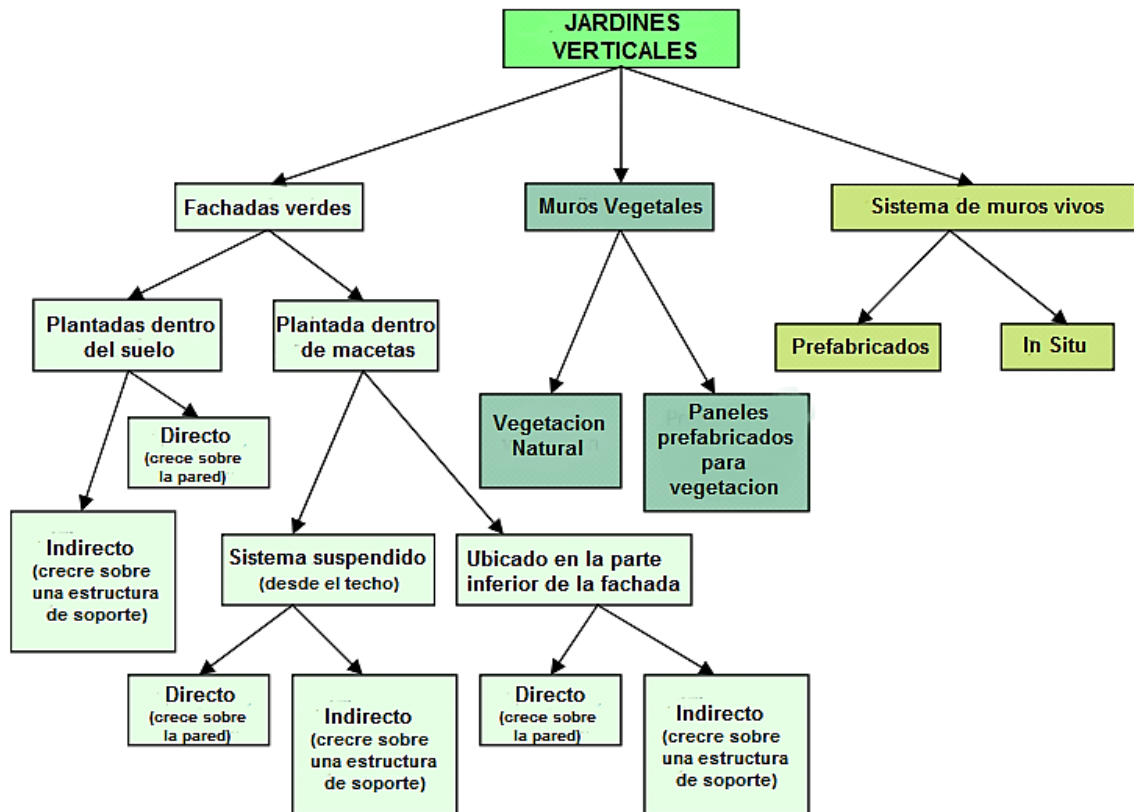 JARDINES
VERTICALES
Fachadas verdes
Muros Vegetales
Sistema de muros vivos
Plantadas dentro
del suelo
Plantada dentro
de macetas
Prefabricados
In Situ
Directo
(crece sobre
la pared)
Vegetacion
Natural
Paneles
prefabricados
para
vegetacion
Indirecto
(crecre sobre
una estructura
de soporte)
Sistema suspendido
(desde el techo)
Ubicado en la parte
inferior de la fachada
Directo
(crece sobre
la pared)
Indirecto
(crecre sobre
una estructura
de soporte)
Directo
(crece sobre
la pared)
Indirecto
(crecre sobre
una estructura
de soporte)